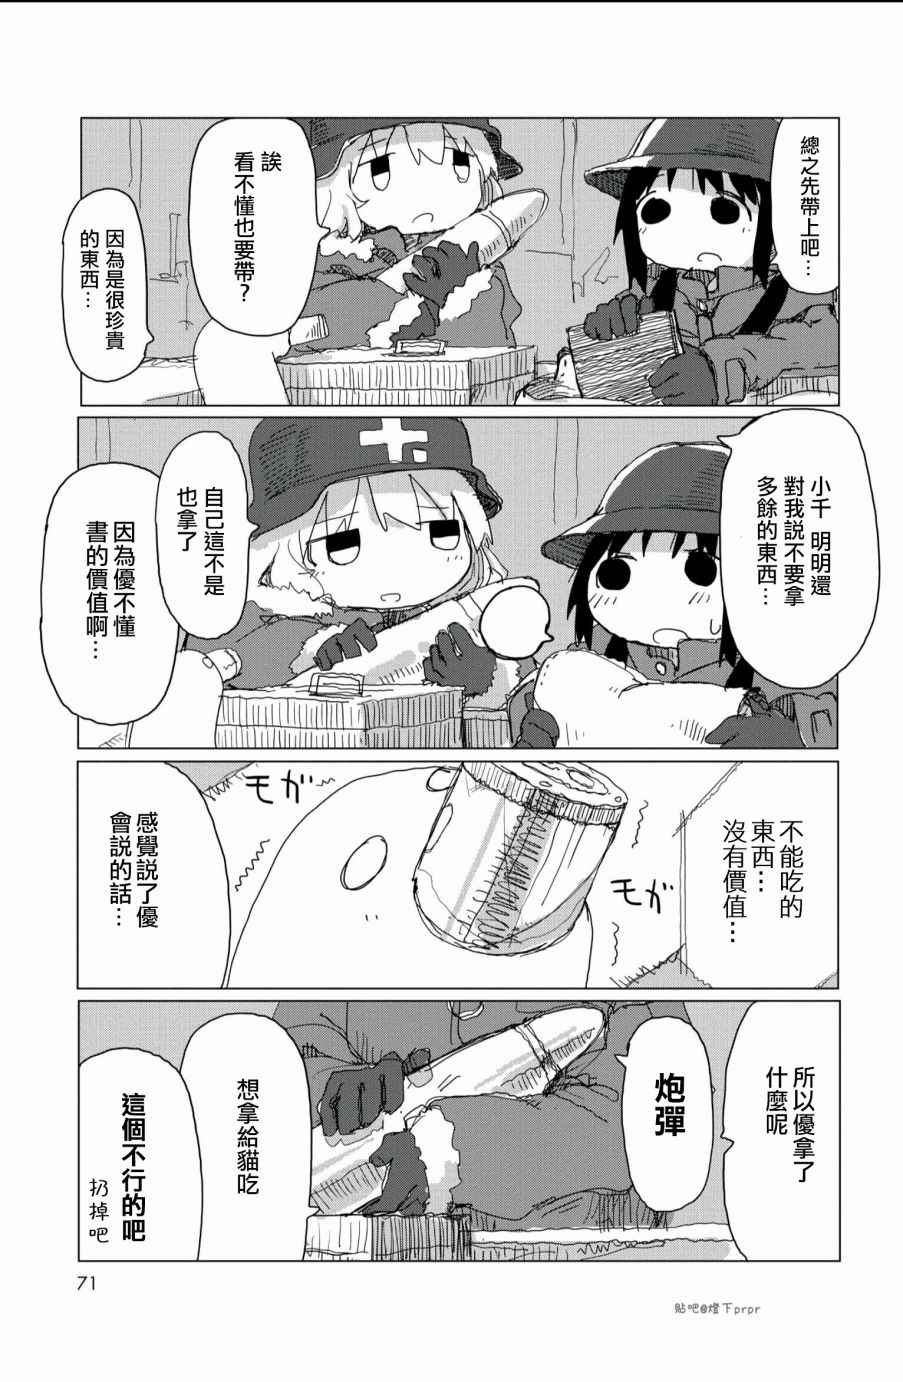 總之先帶上吧…
誒
看不懂也要帶？
因為是很珍貴
的東西…
小千 明明還
對我説不要拿
多餘的東西…
自己這不是
也拿了
因為優不懂
書的價值啊…
不能吃的
東西…
沒有價值…
モガ
モガ
感覺說了優
會說的話…
所以優拿了
什麼呢
炮彈
想拿給貓吃
這個不行的吧
扔掉吧
71
貼吧@燈下prpr